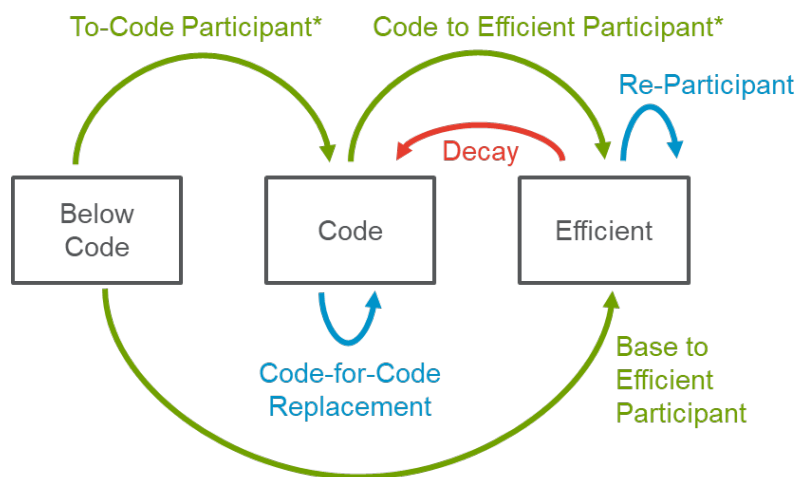 To-Code Participant*
Code to Efficient Participant*
Re-Participant
Decay
Below
Code
Code
Efficient
Code-for-Code
Replacement
Base to
Efficient
Participant